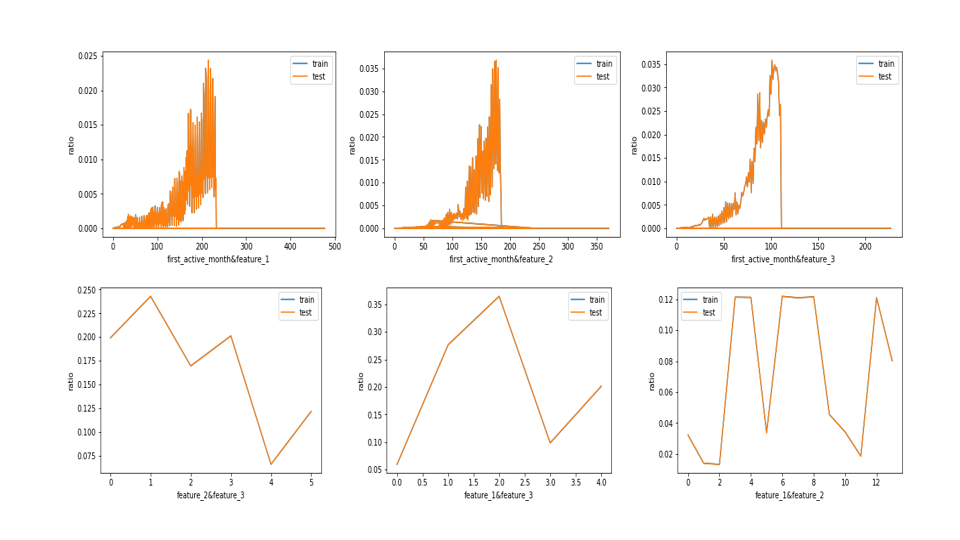 0.025
0.020
0.015
0.010
0.005
0.000
ratio
train
test
0 100 200 300 400 500
first_active_month&feature_1
0.035
0.030
0.025
0.020
0.015
0.010
0.005
0.000
ratio
train
test
0 50 100 150 200 250 300 350
first_active_month&feature_2
0.035
0.030
0.025
0.020
0.015
0.010
0.005
0.000
ratio
train
test
0 50 100 150 200
first_active_month&feature_3
0.250
0.225
0.200
0.175
0.150
0.125
0.100
0.075
ratio
train
test
0 1 2 3 4 5
feature_2&feature_3
0.35
0.30
0.25
0.20
0.15
0.10
0.05
ratio
train
test
0.0 0.5 1.0 1.5 2.0 2.5 3.0 3.5 4.0
feature_1&feature_3
0.12
0.10
0.08
0.06
0.04
0.02
ratio
train
test
0 2 4 6 8 10 12
feature_1&feature_2